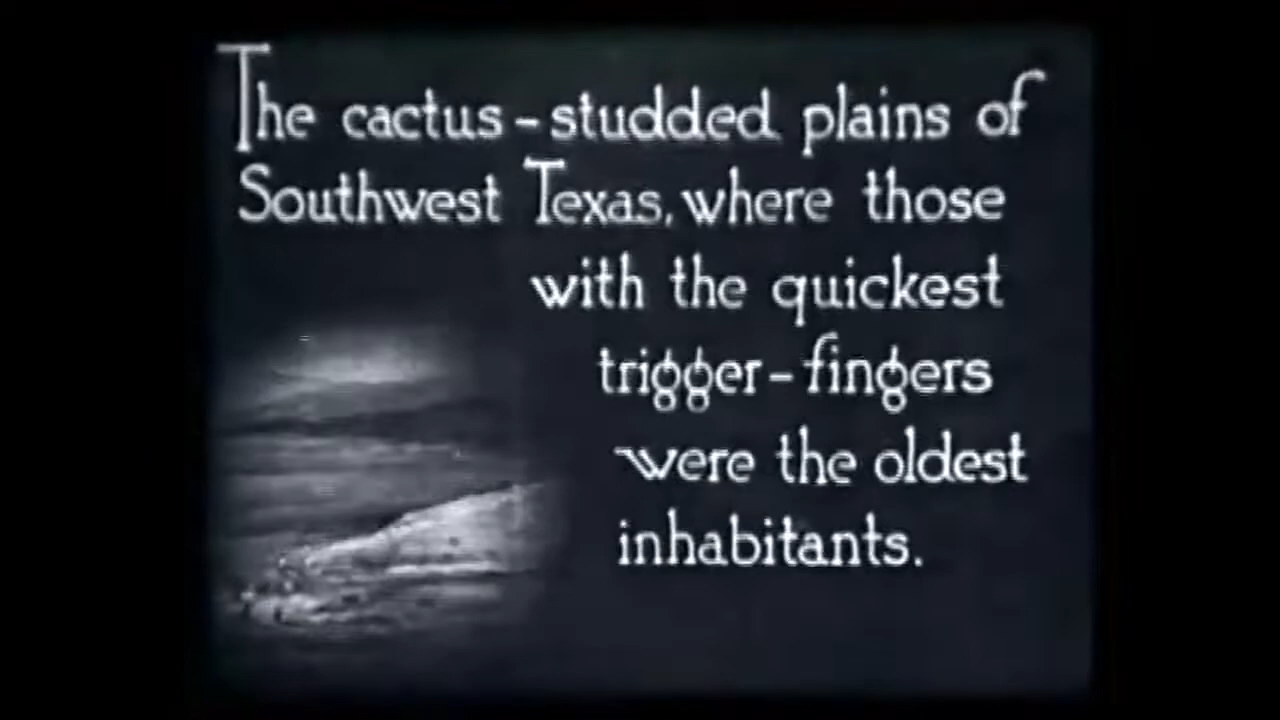 The cactus-studded plains of
Southwest Texas, where those
with the quickest
trigger-fingers
were the oldest
inhabitants.